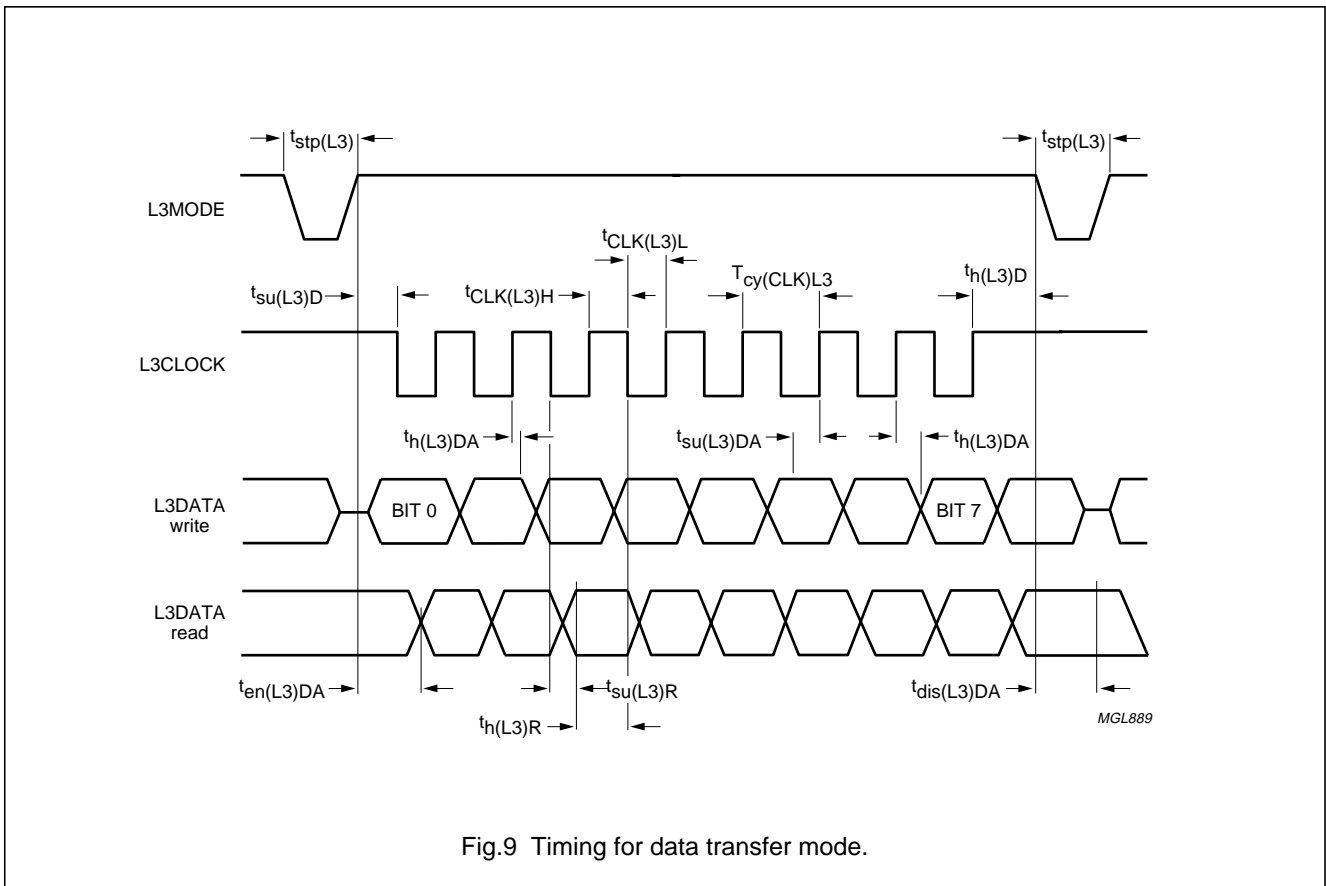 tstp(L3)
tstp(L3)
L3MODE
tCLK(L3)L
tsu(L3)D
tCLK(L3)H
Tcy(CLK)L3
th(L3)D
L3CLOCK
th(L3)DA
tsu(L3)DA
th(L3)DA
L3DATA
write
BIT 0
BIT 7
L3DATA
read
ten(L3)DA
tsu(L3)R
tdis(L3)DA
th(L3)R
MGL889
Fig.9 Timing for data transfer mode.